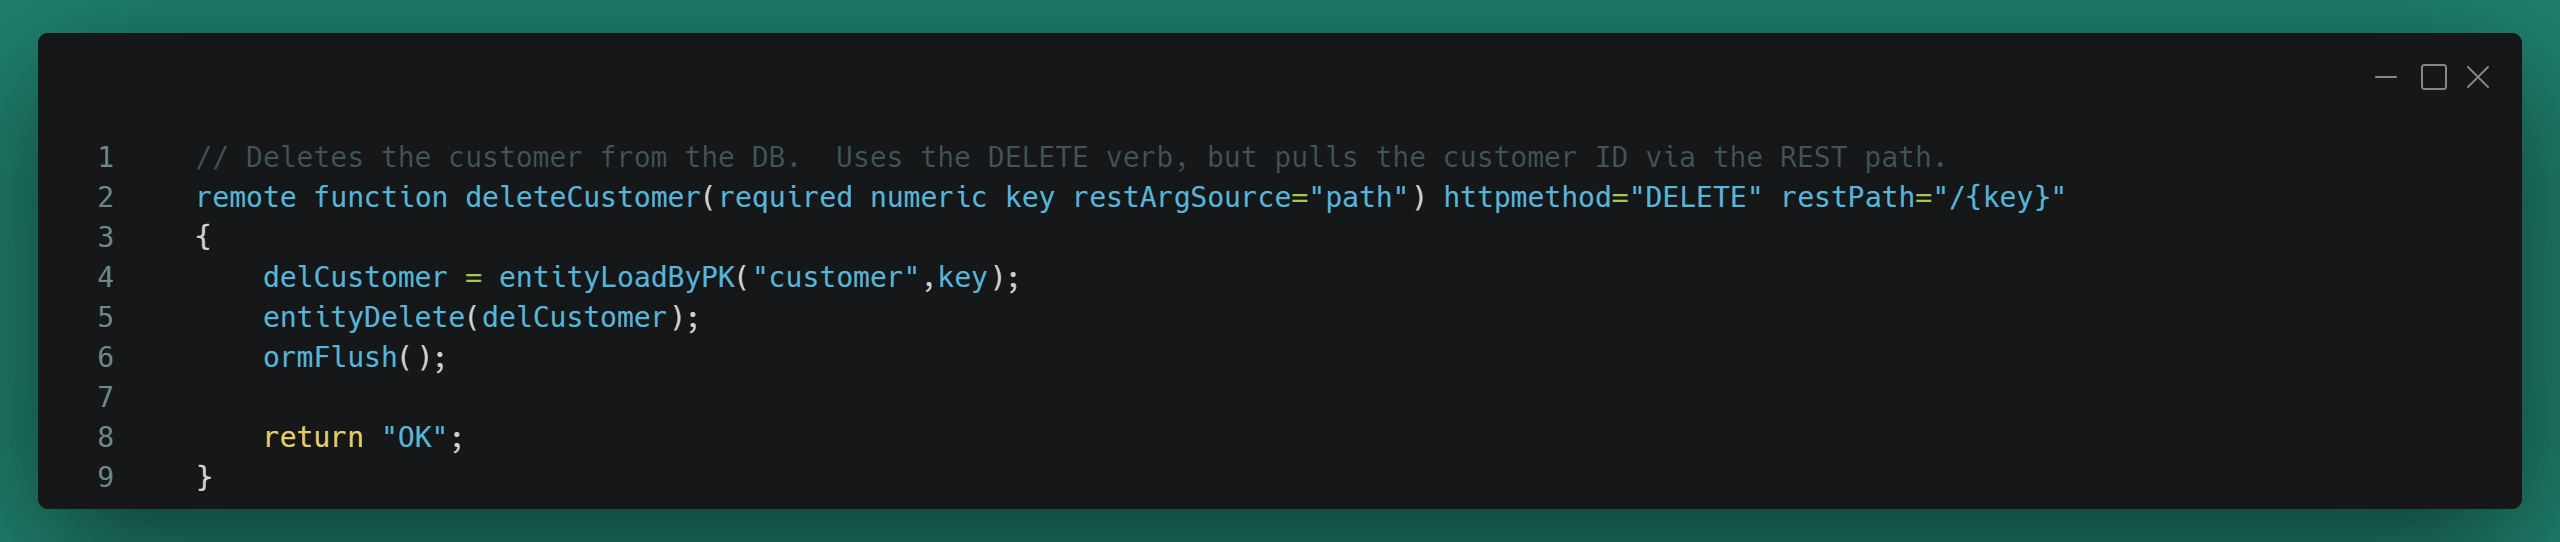 1 // Deletes the customer from the DB.  Uses the DELETE verb, but pulls the customer ID via the REST path.
2 remote function deleteCustomer(required numeric key restArgSource="path") httpmethod="DELETE" restPath="/{key}"
3 {
4     delCustomer = entityLoadByPK("customer",key);
5     entityDelete(delCustomer);
6     ormFlush();
7
8     return "OK";
9 }